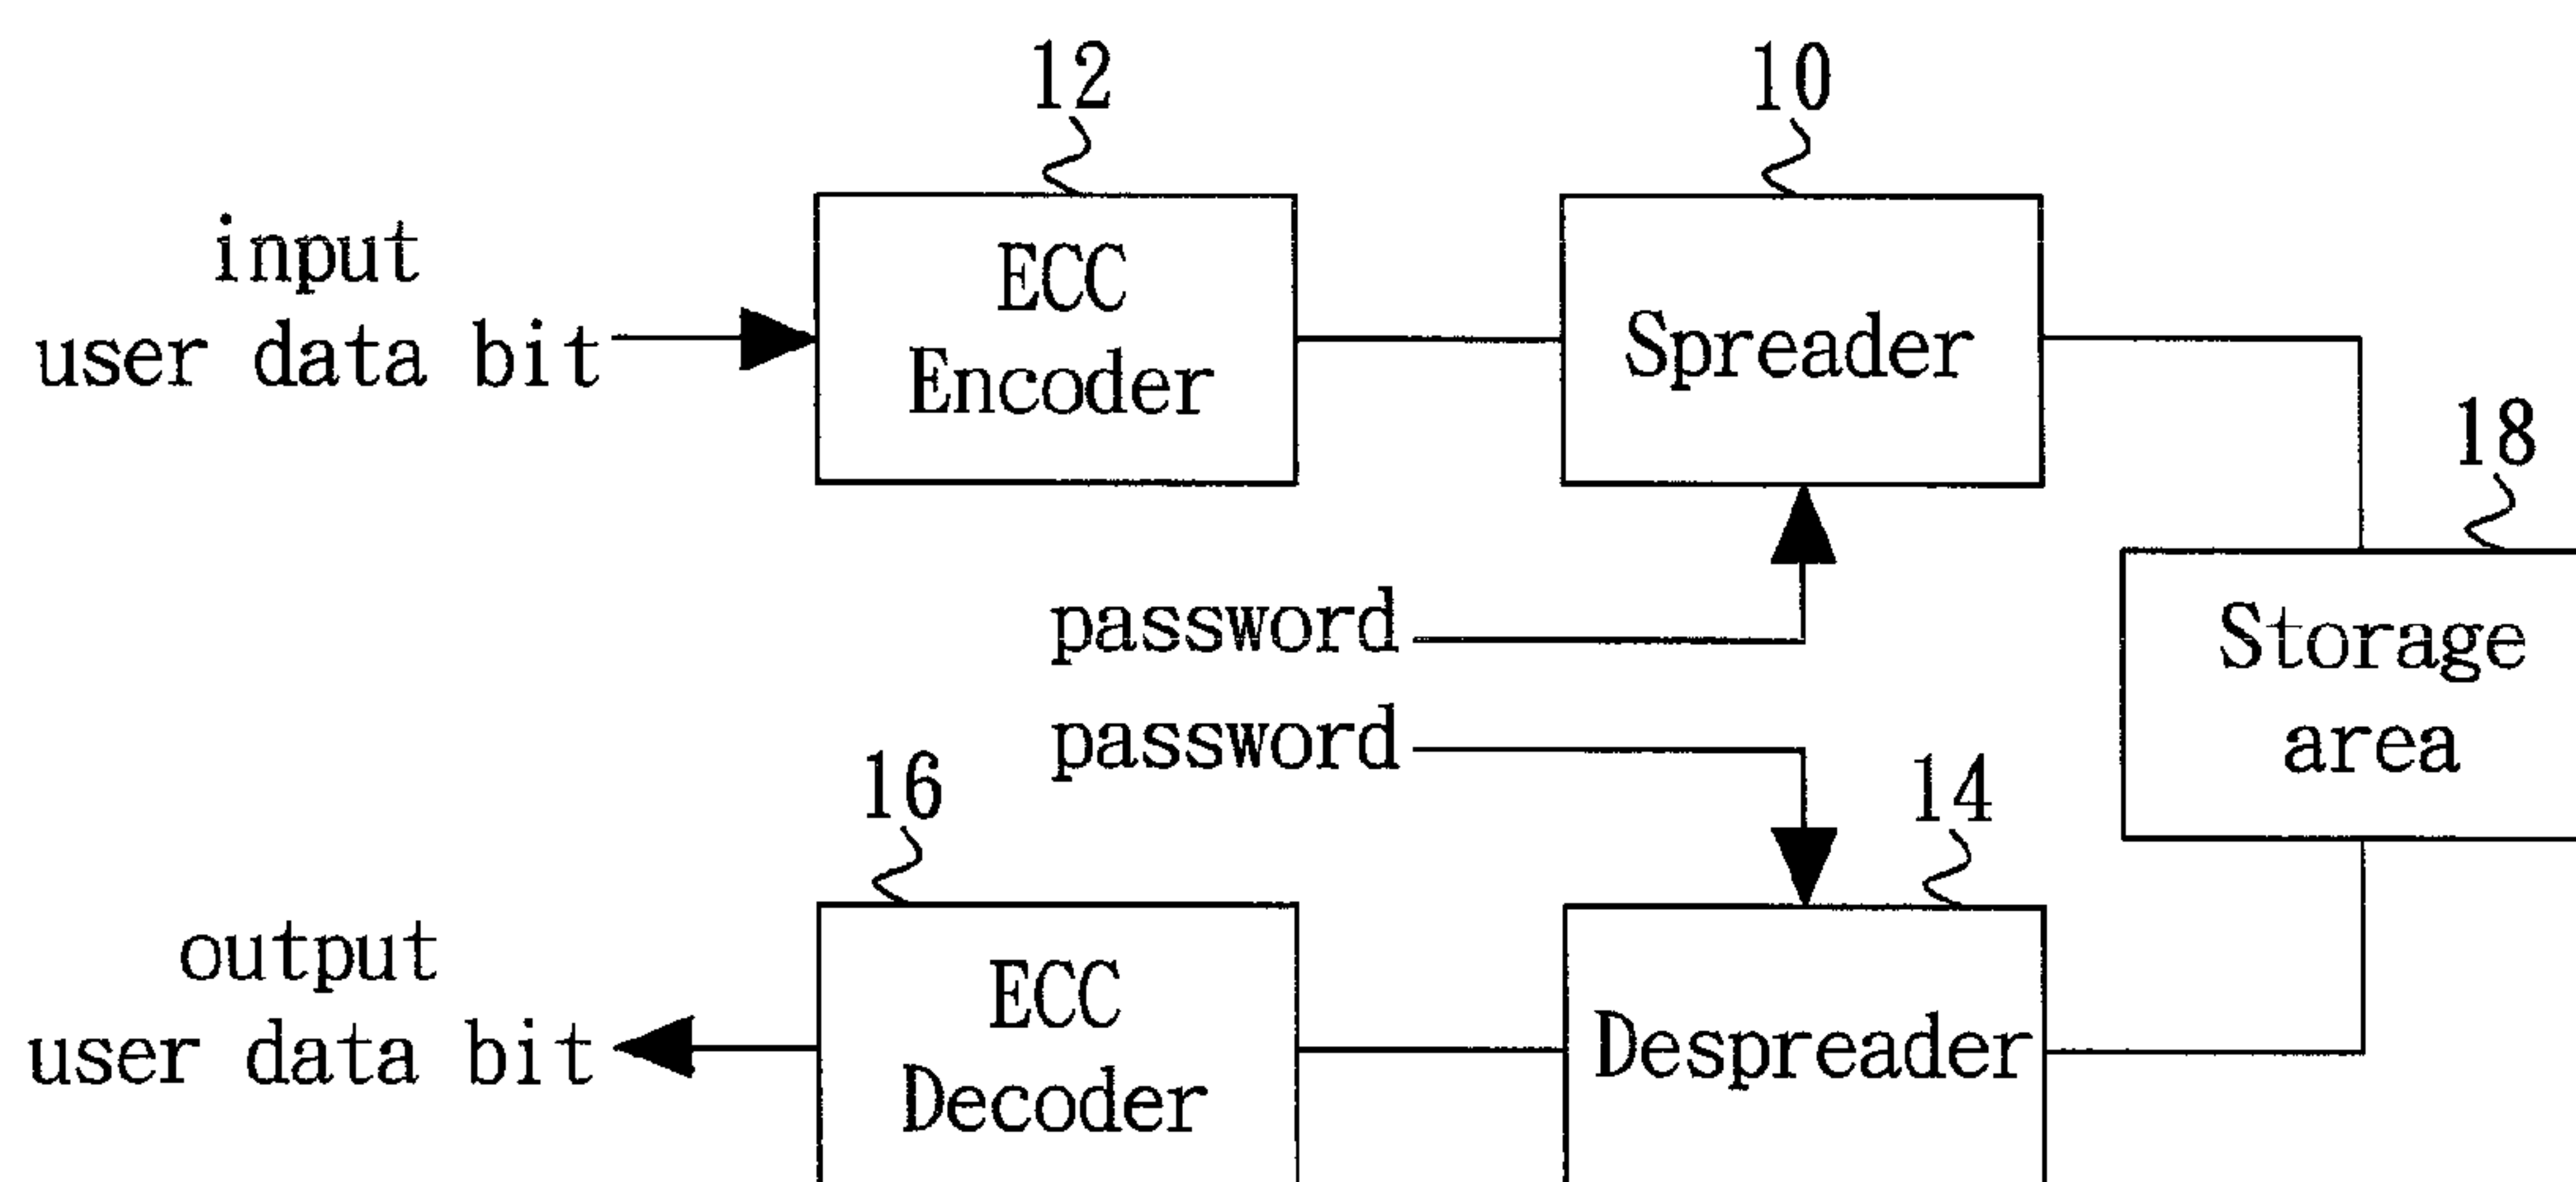 12
10
input
user data bit
ECC
Encoder
Spreader
18
password
Storage
area
password
16
14
output
user data bit
ECC
Decoder
Despreader